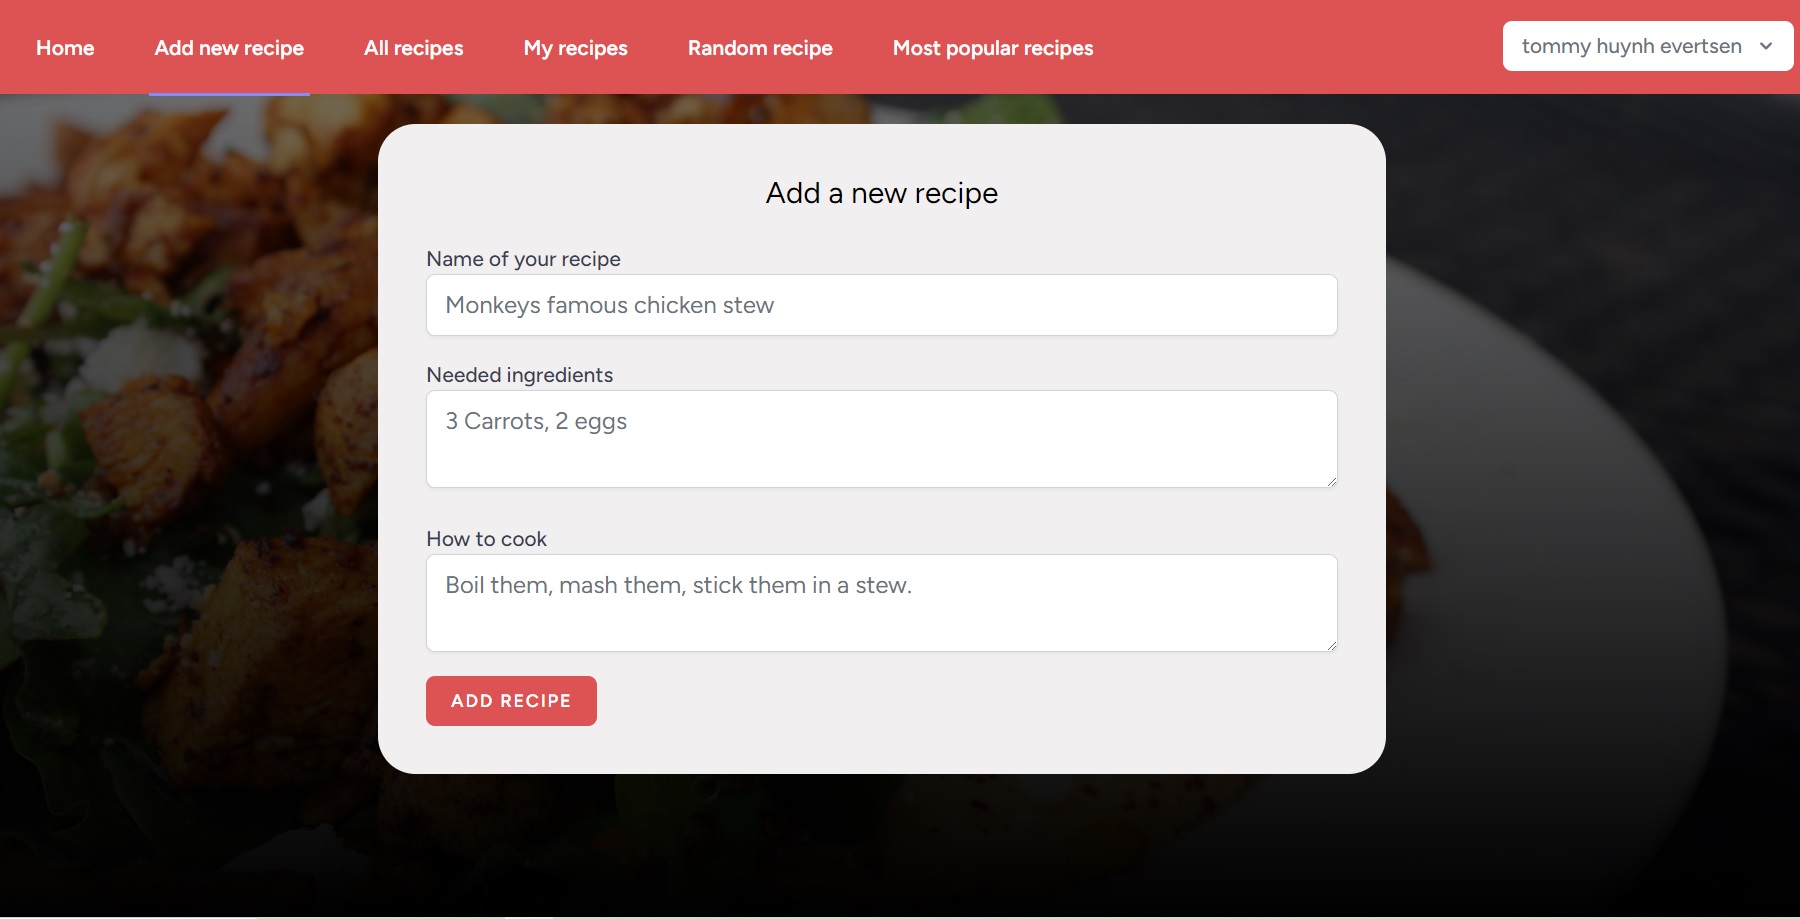 Home Add new recipe All recipes My recipes Random recipe Most popular recipes tommy huynh evertsen
Add a new recipe
Name of your recipe
Monkeys famous chicken stew
Needed ingredients
3 Carrots, 2 eggs
How to cook
Boil them, mash them, stick them in a stew.
ADD RECIPE